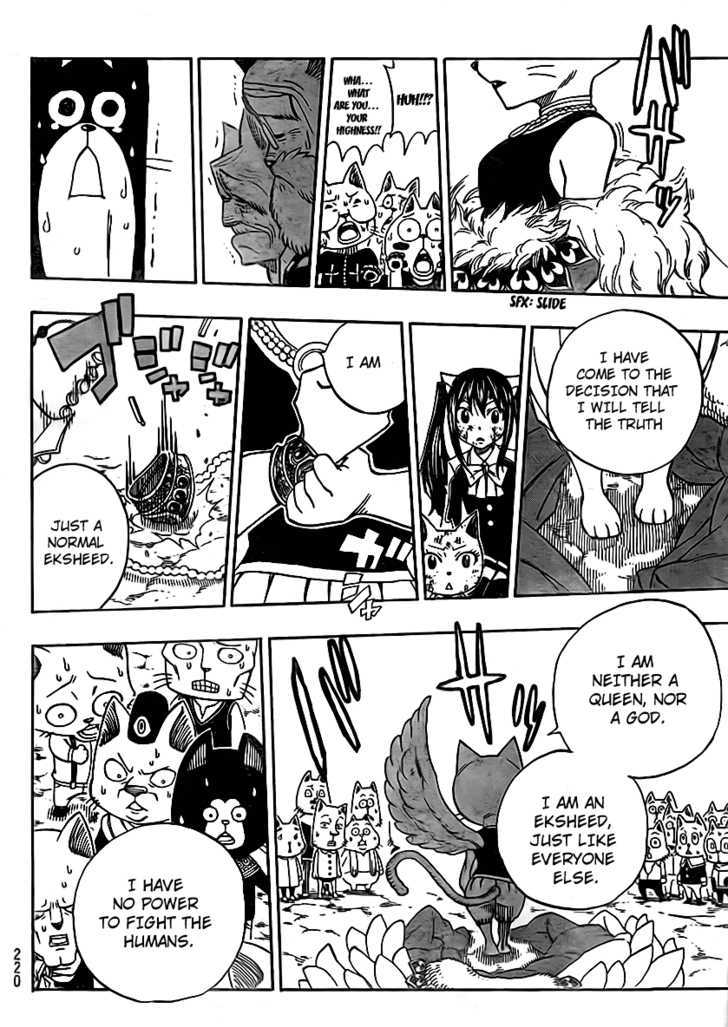 バサ
SFX: SLIDE
HUH!!?
WHA...
WHAT
ARE YOU...
YOUR
HIGHNESS!!
I HAVE
COME TO THE
DECISION THAT
I WILL TELL
THE TRUTH
I AM
JUST A
NORMAL
EKSHEED.
I AM
NEITHER A
QUEEN, NOR
A GOD.
I AM AN
EKSHEED,
JUST LIKE
EVERYONE
ELSE.
I HAVE
NO POWER
TO FIGHT THE
HUMANS.
220